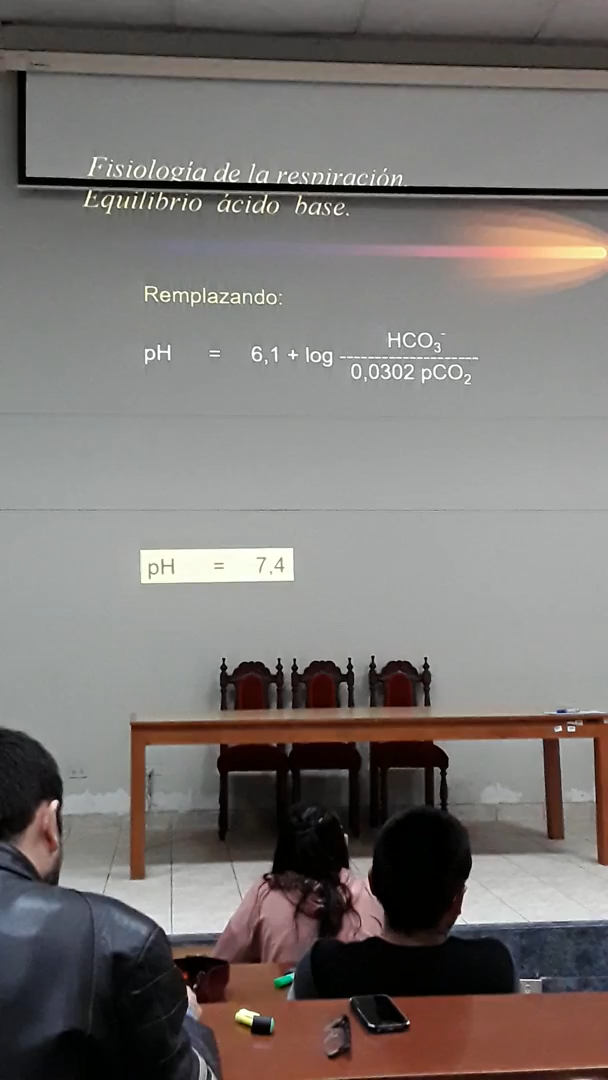 Fisiología de la respiración.
Equilibrio ácido base.
Remplazando:
HCO₃⁻
pH = 6,1 + log --------------------
0,0302 pCO₂
pH = 7,4